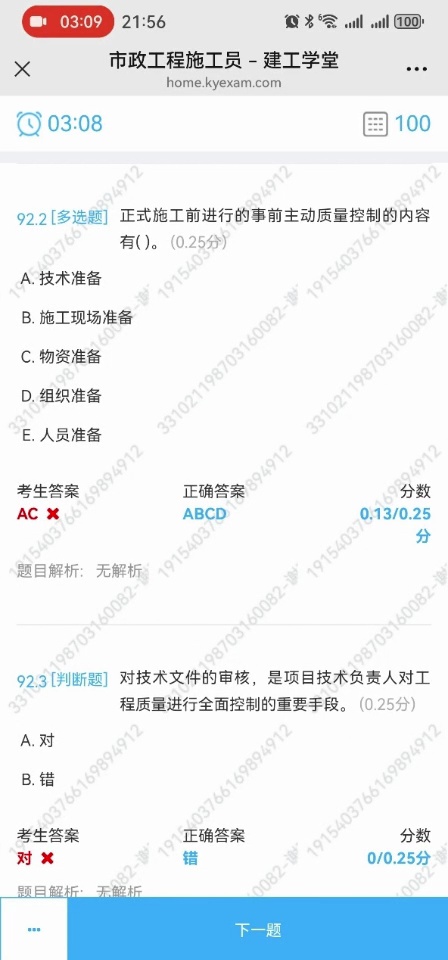 03:09 21:56 6 100
市政工程施工员 – 建工学堂
home.kyexam.com
03:08 100
92.2 [多选题] 正式施工前进行的事前主动质量控制的内容
有( )。 (0.25分)
A. 技术准备
B. 施工现场准备
C. 物资准备
D. 组织准备
E. 人员准备
考生答案 正确答案 分数
AC ABCD 0.13/0.25
分
题目解析: 无解析
92.3 [判断题] 对技术文件的审核，是项目技术负责人对工
程质量进行全面控制的重要手段。 (0.25分)
A. 对
B. 错
考生答案 正确答案 分数
对 错 0/0.25分
题目解析: 无解析
下一题